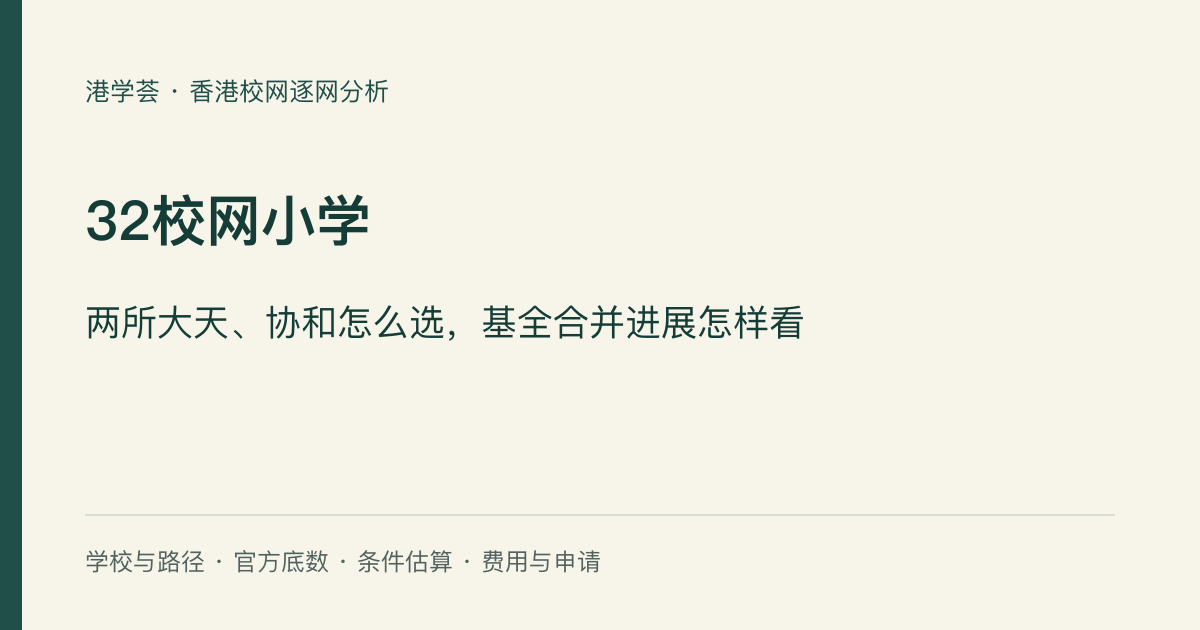 港学荟 · 香港校网逐网分析
32校网小学
两所大天、协和怎么选，基全合并进展怎样看
学校与路径 · 官方底数 · 条件估算 · 费用与申请